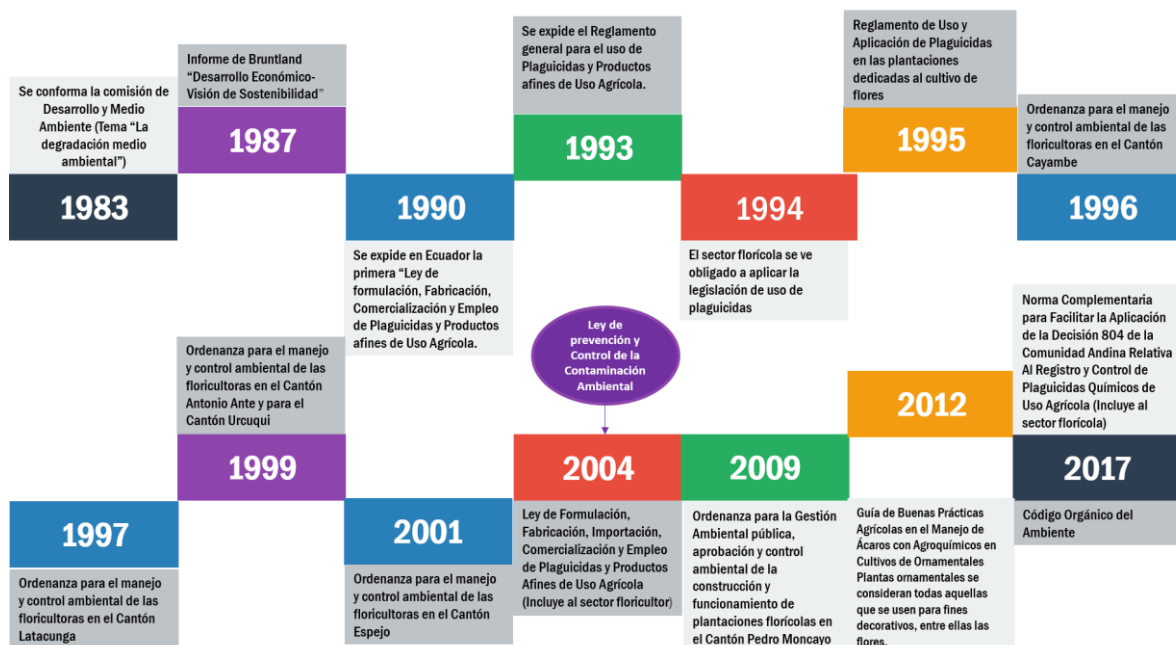 Se conforma la comisión de
Desarrollo y Medio
Ambiente (Tema “La
degradación medio
ambiental”)
1983
Informe de Bruntland
“Desarrollo Económico-
Visión de Sostenibilidad”
1987
1990
Se expide en Ecuador la
primera “Ley de
formulación, Fabricación,
Comercialización y Empleo
de Plaguicidas y Productos
afines de Uso Agrícola.
Se expide el Reglamento
general para el uso de
Plaguicidas y Productos
afines de Uso Agrícola.
1993
1994
El sector florícola se ve
obligado a aplicar la
legislación de uso de
plaguicidas
Reglamento de Uso y
Aplicación de Plaguicidas
en las plantaciones
dedicadas al cultivo de
flores
1995
Ordenanza para el manejo
y control ambiental de las
floricultoras en el Cantón
Cayambe
1996
1997
Ordenanza para el manejo
y control ambiental de las
floricultoras en el Cantón
Latacunga
Ordenanza para el manejo
y control ambiental de las
floricultoras en el Cantón
Antonio Ante y para el
Cantón Urcuqui
1999
2001
Ordenanza para el manejo
y control ambiental de las
floricultoras en el Cantón
Espejo
Ley de
prevención y
Control de la
Contaminación
Ambiental
2004
Ley de Formulación,
Fabricación, Importación,
Comercialización y Empleo
de Plaguicidas y Productos
Afines de Uso Agrícola
(Incluye al sector floricultor)
2009
Ordenanza para la Gestión
Ambiental pública,
aprobación y control
ambiental de la
construcción y
funcionamiento de
plantaciones florícolas en
el Cantón Pedro Moncayo
2012
Guía de Buenas Prácticas
Agrícolas en el Manejo de
Ácaros con Agroquímicos en
Cultivos de Ornamentales
Plantas ornamentales se
consideran todas aquellas
que se usen para fines
decorativos, entre ellas las
flores.
Norma Complementaria
para Facilitar la Aplicación
de la Decisión 804 de la
Comunidad Andina Relativa
Al Registro y Control de
Plaguicidas Químicos de
Uso Agrícola (Incluye al
sector florícola)
2017
Código Orgánico del
Ambiente